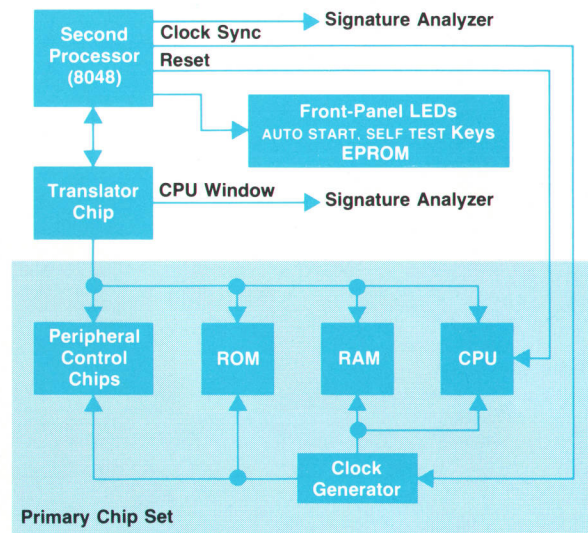 Second
Processor
(8048)
Signature Analyzer
Clock Sync
Reset
Front-Panel LEDs
AUTO START, SELF TEST Keys
EPROM
Translator
Chip
CPU Window
Signature Analyzer
Peripheral
Control
Chips
ROM
RAM
CPU
Clock
Generator
Primary Chip Set